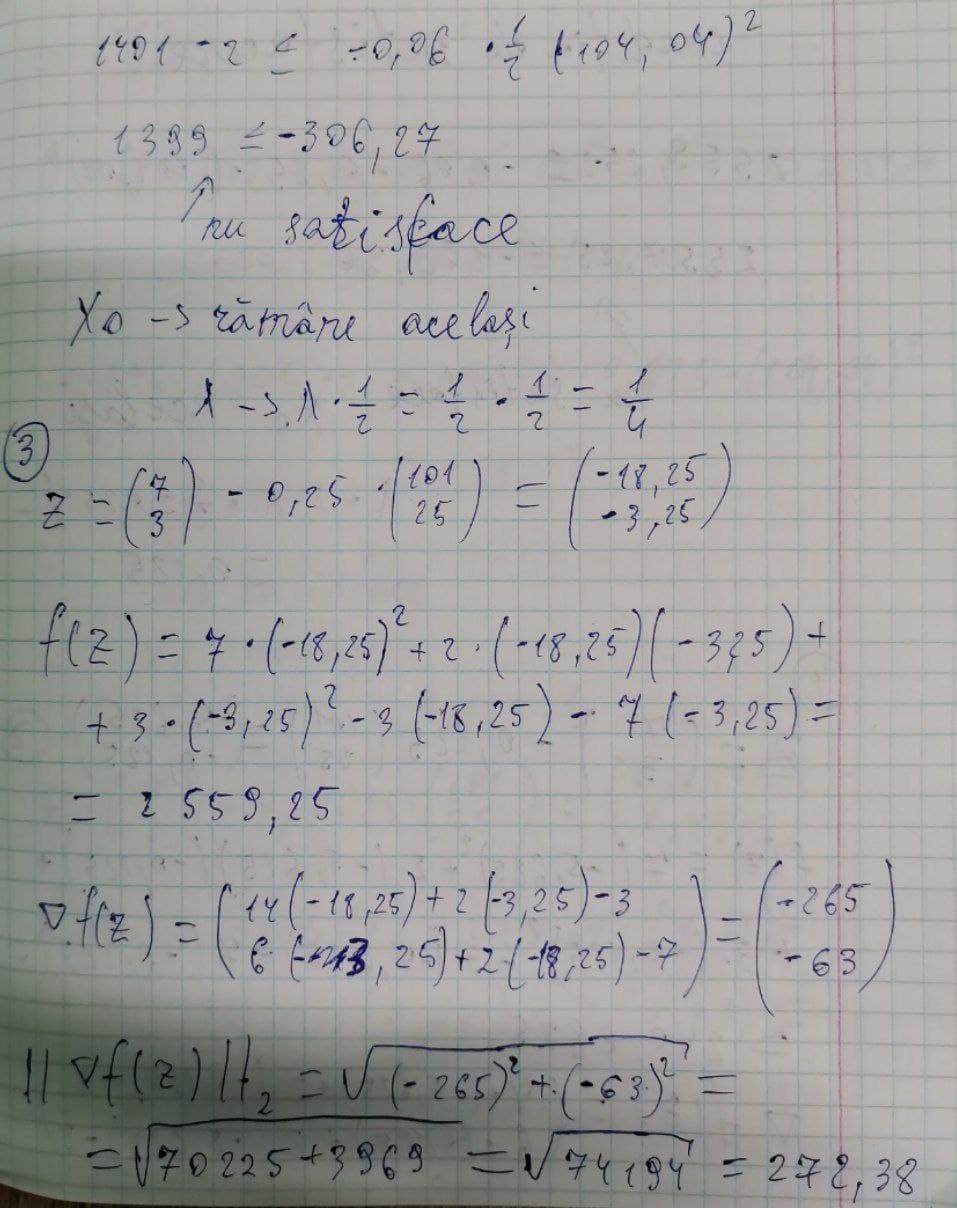 1401 - 2 ≤ -0,06 · 1/2 (104,04)²
1399 ≤ -306,27
↑ nu satisface
X0 -> rămâne același
λ -> λ · 1/2 = 1/2 · 1/2 = 1/4
③
z = (7 3) - 0,25 · (101 25) = (-18,25 -3,25)
f(z) = 7 · (-18,25)² + 2 · (-18,25)(-3,25) +
+ 3 · (-3,25)² - 3 (-18,25) - 7 (-3,25) =
= 2559,25
∇f(z) = (14(-18,25) + 2(-3,25) - 3 6(-3,25) + 2(-18,25) - 7) = (-265 -63)
||∇f(z)||₂ = √(-265)² + (-63)² =
= √70225 + 3969 = √74194 = 272,38